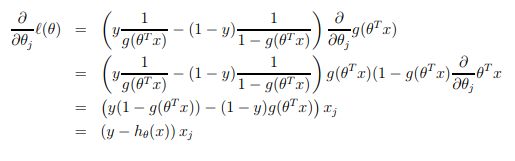 ∂/∂θ_j ℓ(θ) = (y 1/g(θ^T x) − (1 − y) 1/(1 − g(θ^T x))) ∂/∂θ_j g(θ^T x)
= (y 1/g(θ^T x) − (1 − y) 1/(1 − g(θ^T x))) g(θ^T x)(1 − g(θ^T x) ∂/∂θ_j θ^T x
= (y(1 − g(θ^T x)) − (1 − y)g(θ^T x)) x_j
= (y − h_θ(x)) x_j